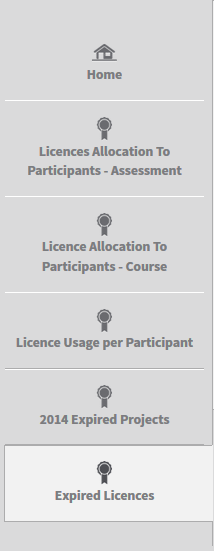 Home
Licences Allocation To
Participants - Assessment
Licence Allocation To
Participants - Course
Licence Usage per Participant
2014 Expired Projects
Expired Licences